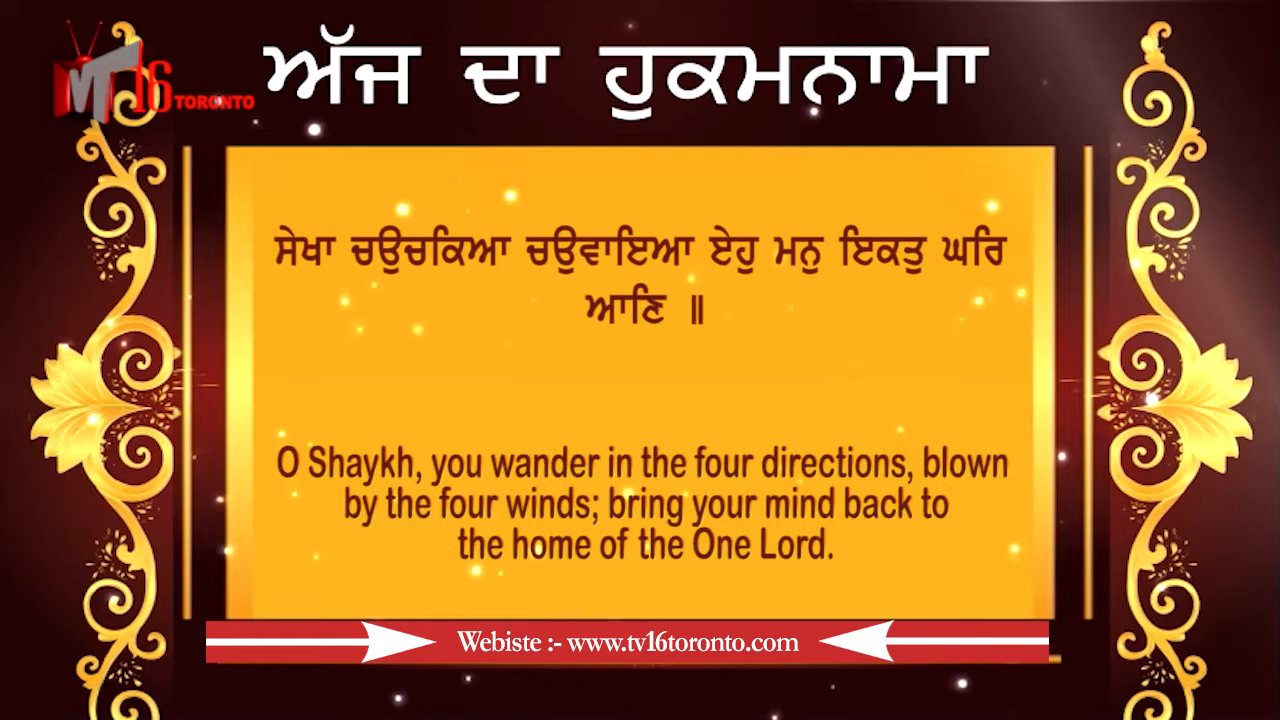 MT16 TORONTO
ਅੱਜ ਦਾ ਹੁਕਮਨਾਮਾ
ਸੇਖਾ ਚਉਚਕਿਆ ਚਉਵਾਇਆ ਏਹੁ ਮਨੁ ਇਕਤੁ ਘਰਿ
ਆਣਿ ॥
O Shaykh, you wander in the four directions, blown
by the four winds; bring your mind back to
the home of the One Lord.
Webiste :- www.tv16toronto.com